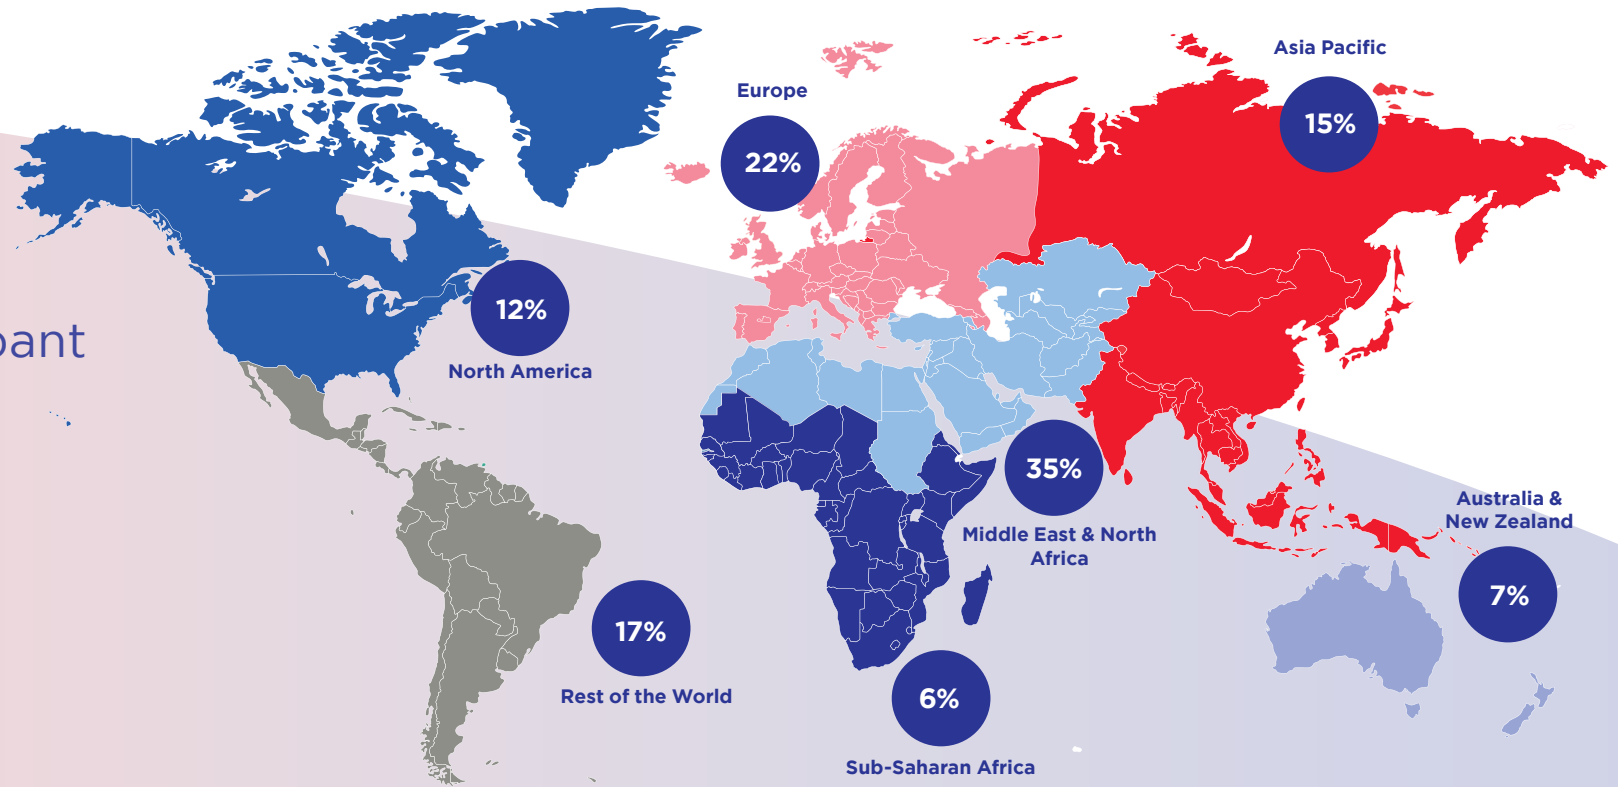 Asia Pacific
15%
Europe
22%
12%
North America
pant
35%
Middle East & North
Africa
Australia &
New Zealand
7%
17%
Rest of the World
6%
Sub-Saharan Africa